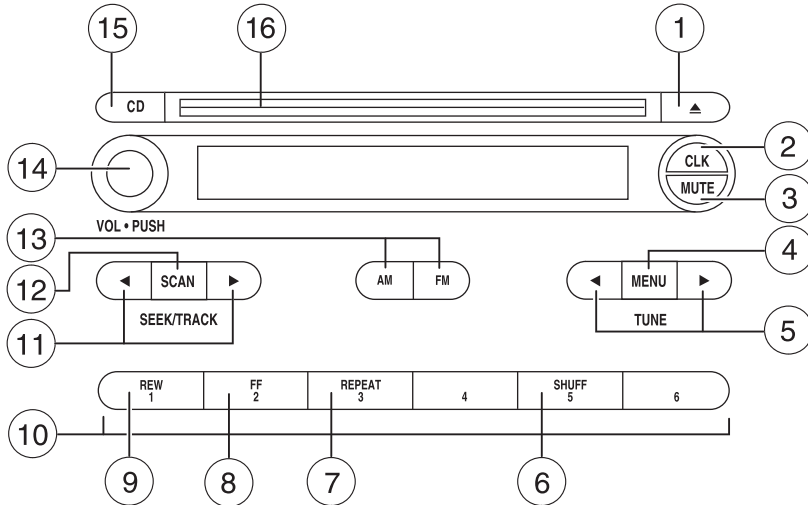 15 16 1
CD
14 2
CLK
MUTE 3
VOL • PUSH
13 4
12 SCAN AM FM MENU
11 SEEK/TRACK TUNE 5
REW FF REPEAT SHUFF
1 2 3 4 5 6
10
9 8 7 6